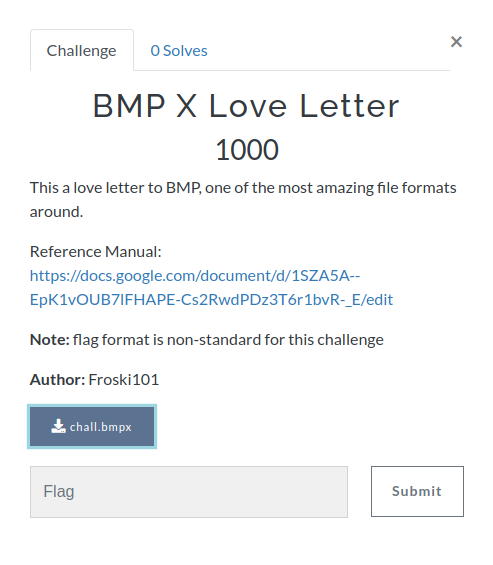 Challenge
0 Solves
×
BMP X Love Letter
1000
This a love letter to BMP, one of the most amazing file formats
around.
Reference Manual:
https://docs.google.com/document/d/1SZA5A--
EpK1vOUB7lFHAPE-Cs2RwdPDz3T6r1bvR-_E/edit
Note: flag format is non-standard for this challenge
Author: Froski101
chall.bmpx
Flag
Submit